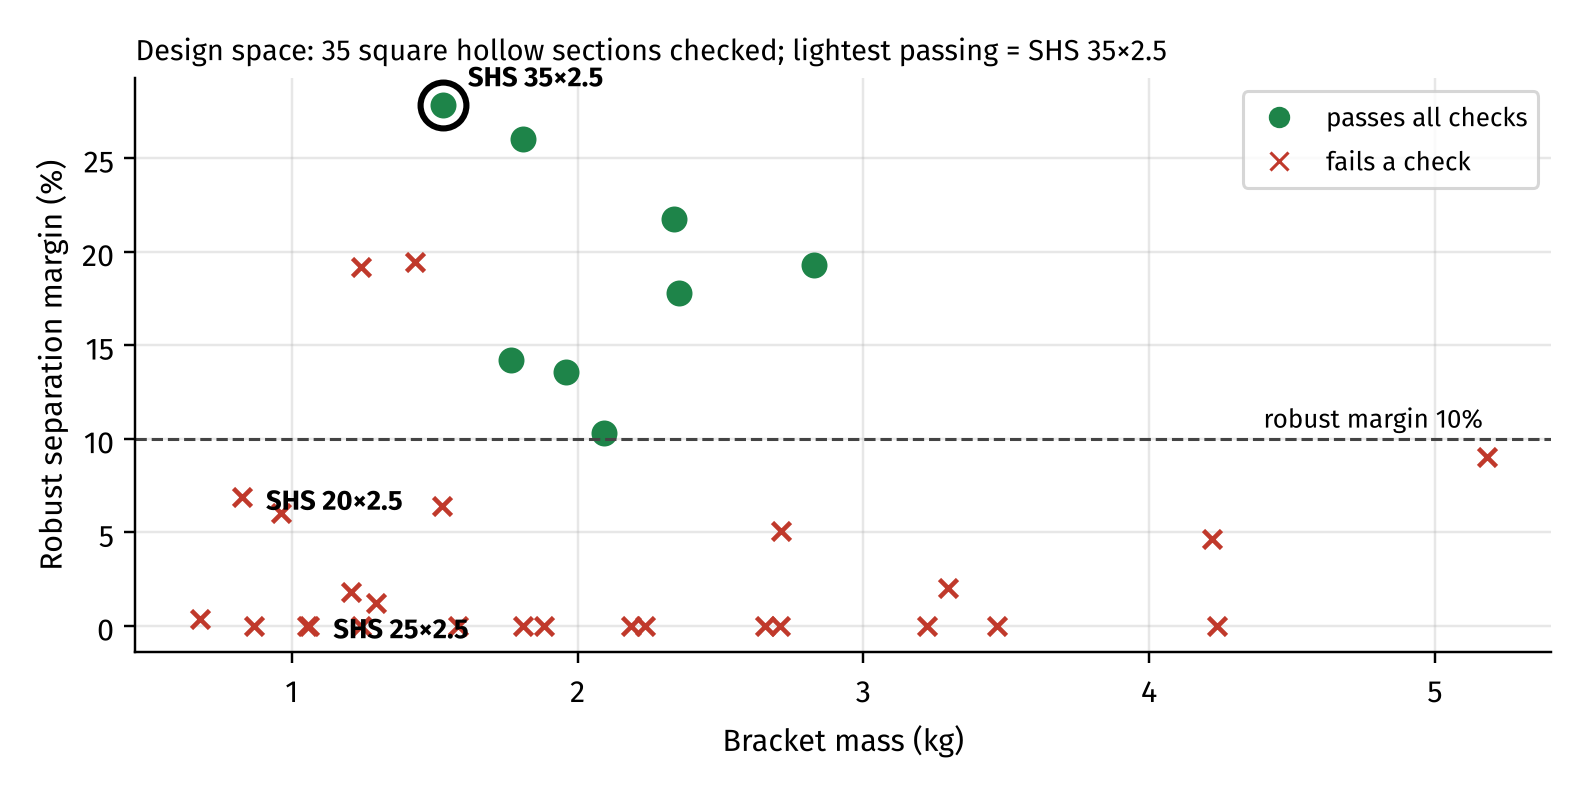 Design space: 35 square hollow sections checked; lightest passing = SHS 35×2.5
SHS 35×2.5
passes all checks
fails a check
Robust separation margin (%)
25
20
15
10
5
0
robust margin 10%
SHS 20×2.5
SHS 25×2.5
1
2
3
4
5
Bracket mass (kg)